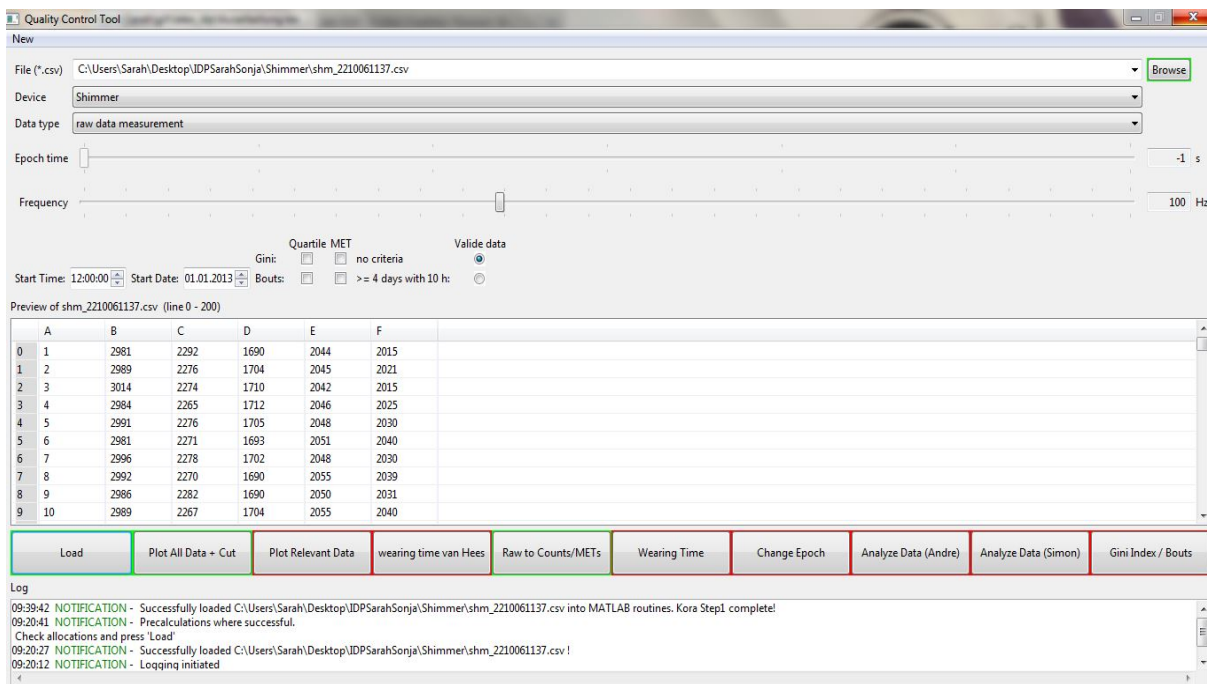 Quality Control Tool
New
File (*.csv) C:\Users\Sarah\Desktop\IDPSarahSonja\Shimmer\shm_2210061137.csv Browse
Device Shimmer
Data type raw data measurement
Epoch time -1 s
Frequency 100 Hz
Quartile MET Valide data
Gini: no criteria
Start Time: 12:00:00 Start Date: 01.01.2013 Bouts: >= 4 days with 10 h:
Preview of shm_2210061137.csv (line 0 - 200)
A B C D E F
0 1 2981 2292 1690 2044 2015
1 2 2989 2276 1704 2045 2021
2 3 3014 2274 1710 2042 2015
3 4 2984 2265 1712 2046 2025
4 5 2991 2276 1705 2048 2030
5 6 2981 2271 1693 2051 2040
6 7 2996 2278 1702 2048 2030
7 8 2992 2270 1690 2055 2039
8 9 2986 2282 1690 2050 2031
9 10 2989 2267 1704 2055 2040
Load Plot All Data + Cut Plot Relevant Data wearing time van Hees Raw to Counts/METs Wearing Time Change Epoch Analyze Data (Andre) Analyze Data (Simon) Gini Index / Bouts
Log
09:39:42 NOTIFICATION - Successfully loaded C:\Users\Sarah\Desktop\IDPSarahSonja\Shimmer\shm_2210061137.csv into MATLAB routines. Kora Step1 complete!
09:20:41 NOTIFICATION - Precalculations where successful.
Check allocations and press 'Load'
09:20:27 NOTIFICATION - Successfully loaded C:\Users\Sarah\Desktop\IDPSarahSonja\Shimmer\shm_2210061137.csv !
09:20:12 NOTIFICATION - Logging initiated